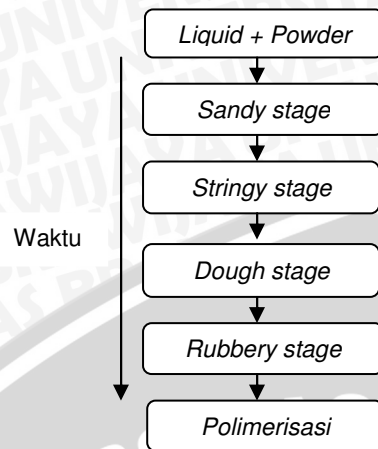 Liquid + Powder
Sandy stage
Stringy stage
Waktu
Dough stage
Rubbery stage
Polimerisasi